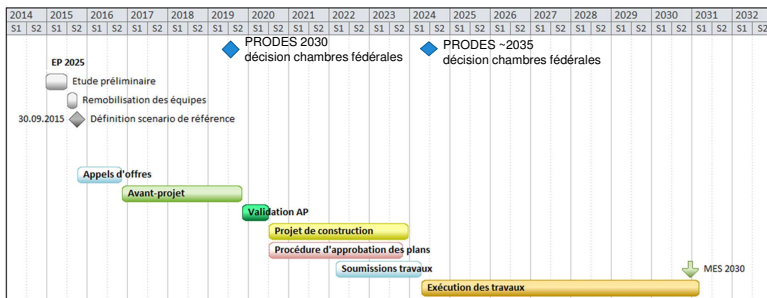 2014 2015 2016 2017 2018 2019 2020 2021 2022 2023 2024 2025 2026 2027 2028 2029 2030 2031 2032
S1 S2 S1 S2 S1 S2 S1 S2 S1 S2 S1 S2 S1 S2 S1 S2 S1 S2 S1 S2 S1 S2 S1 S2 S1 S2 S1 S2 S1 S2 S1 S2 S1 S2 S1 S2 S1 S2
PRODES 2030
décision chambres fédérales
PRODES ~2035
décision chambres fédérales
EP 2025
Etude préliminaire
Remobilisation des équipes
30.09.2015 Définition scenario de référence
Appels d'offres
Avant-projet
Validation AP
Projet de construction
Procédure d'approbation des plans
Soumissions travaux
MES 2030
Exécution des travaux